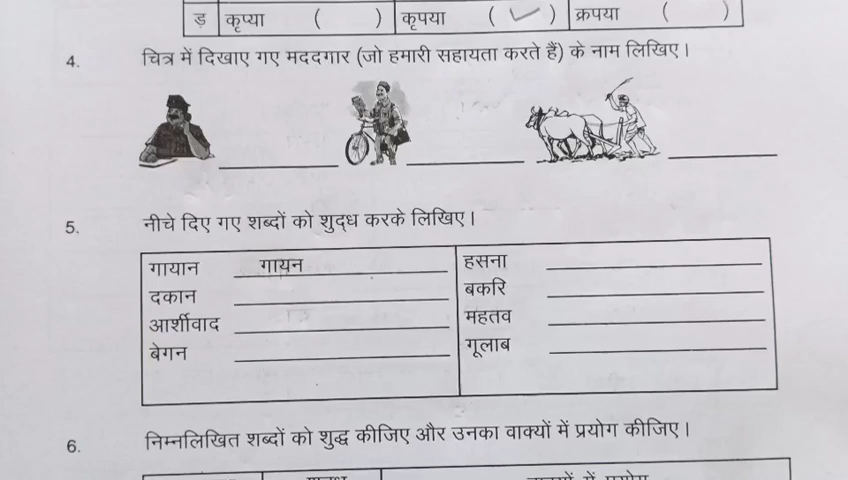 ड़ कृप्या ( ) कृपया ( ✓ ) क्रपया ( )
4. चित्र में दिखाए गए मददगार (जो हमारी सहायता करते हैं) के नाम लिखिए।
5. नीचे दिए गए शब्दों को शुद्ध करके लिखिए।
गायान गायन हसना
दकान बकरि
आर्शीवाद महतव
बेगन गूलाब
6. निम्नलिखित शब्दों को शुद्ध कीजिए और उनका वाक्यों में प्रयोग कीजिए।